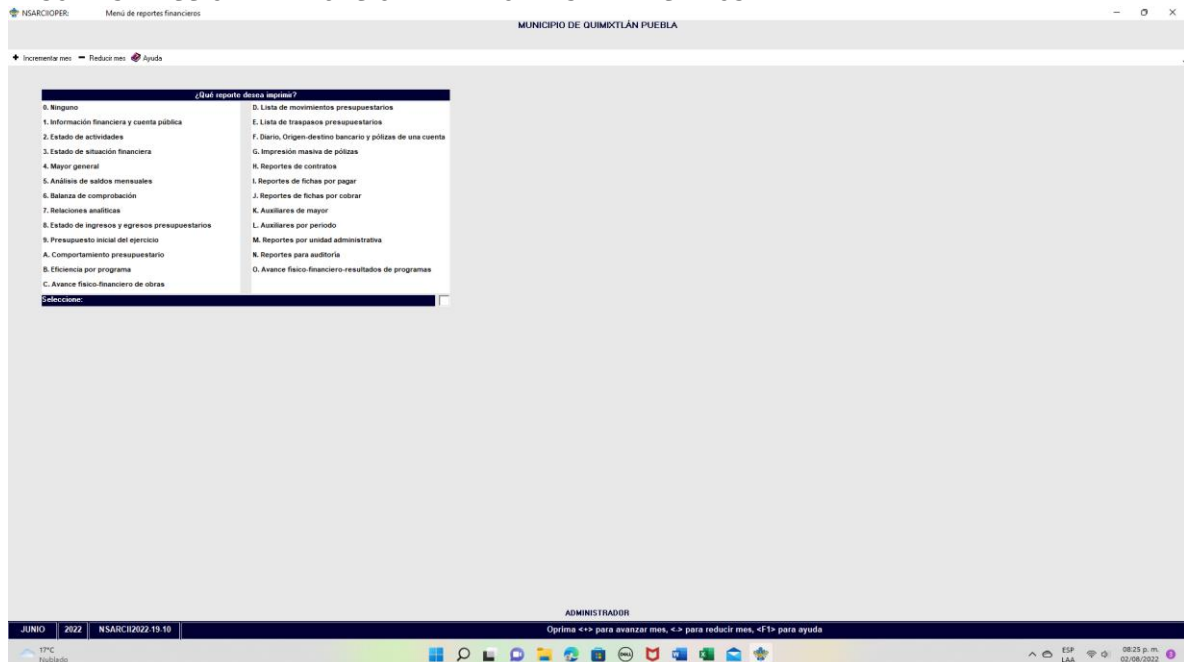 NSARCIIOPER: Menú de reportes financieros
MUNICIPIO DE QUIMIXTLÁN PUEBLA
Incrementar mes Reducir mes Ayuda
¿Qué reporte desea imprimir?
0. Ninguno
1. Información financiera y cuenta pública
2. Estado de actividades
3. Estado de situación financiera
4. Mayor general
5. Análisis de saldos mensuales
6. Balanza de comprobación
7. Relaciones analíticas
8. Estado de ingresos y egresos presupuestarios
9. Presupuesto inicial del ejercicio
A. Comportamiento presupuestario
B. Eficiencia por programa
C. Avance físico-financiero de obras
D. Lista de movimientos presupuestarios
E. Lista de traspasos presupuestarios
F. Diario, Origen-destino bancario y pólizas de una cuenta
G. Impresión masiva de pólizas
H. Reportes de contratos
I. Reportes de fichas por pagar
J. Reportes de fichas por cobrar
K. Auxiliares de mayor
L. Auxiliares por periodo
M. Reportes por unidad administrativa
N. Reportes para auditoría
O. Avance físico-financiero-resultados de programas
Seleccione:
ADMINISTRADOR
JUNIO 2022 NSARCII2022-19-10 Oprima <+> para avanzar mes, <-> para reducir mes, <F1> para ayuda
17°C
Nublado
ESP
LAA
08:25 p. m.
02/08/2022